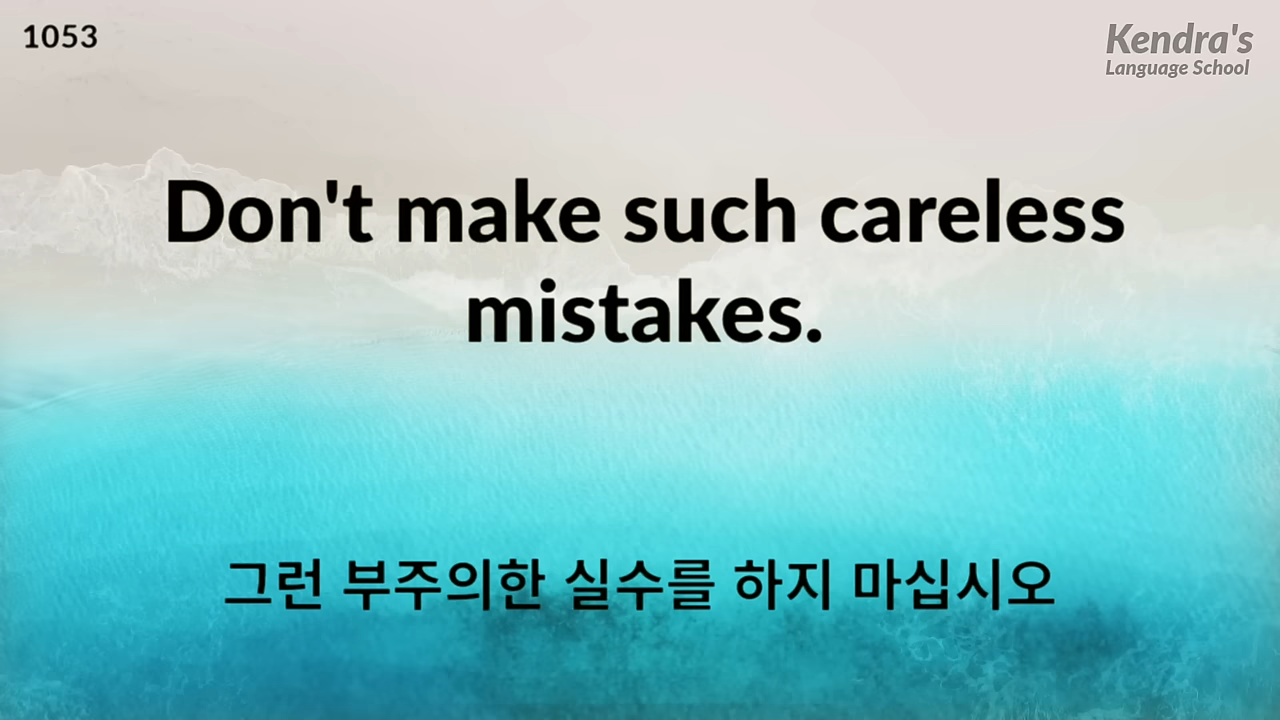 1053
Kendra's
Language School
Don't make such careless
mistakes.
그런 부주의한 실수를 하지 마십시오